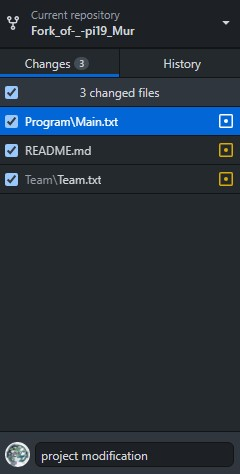 Current repository
Fork_of-_-pi19_Mur
Changes 3
History
3 changed files
Program\Main.txt
README.md
Team\Team.txt
project modification